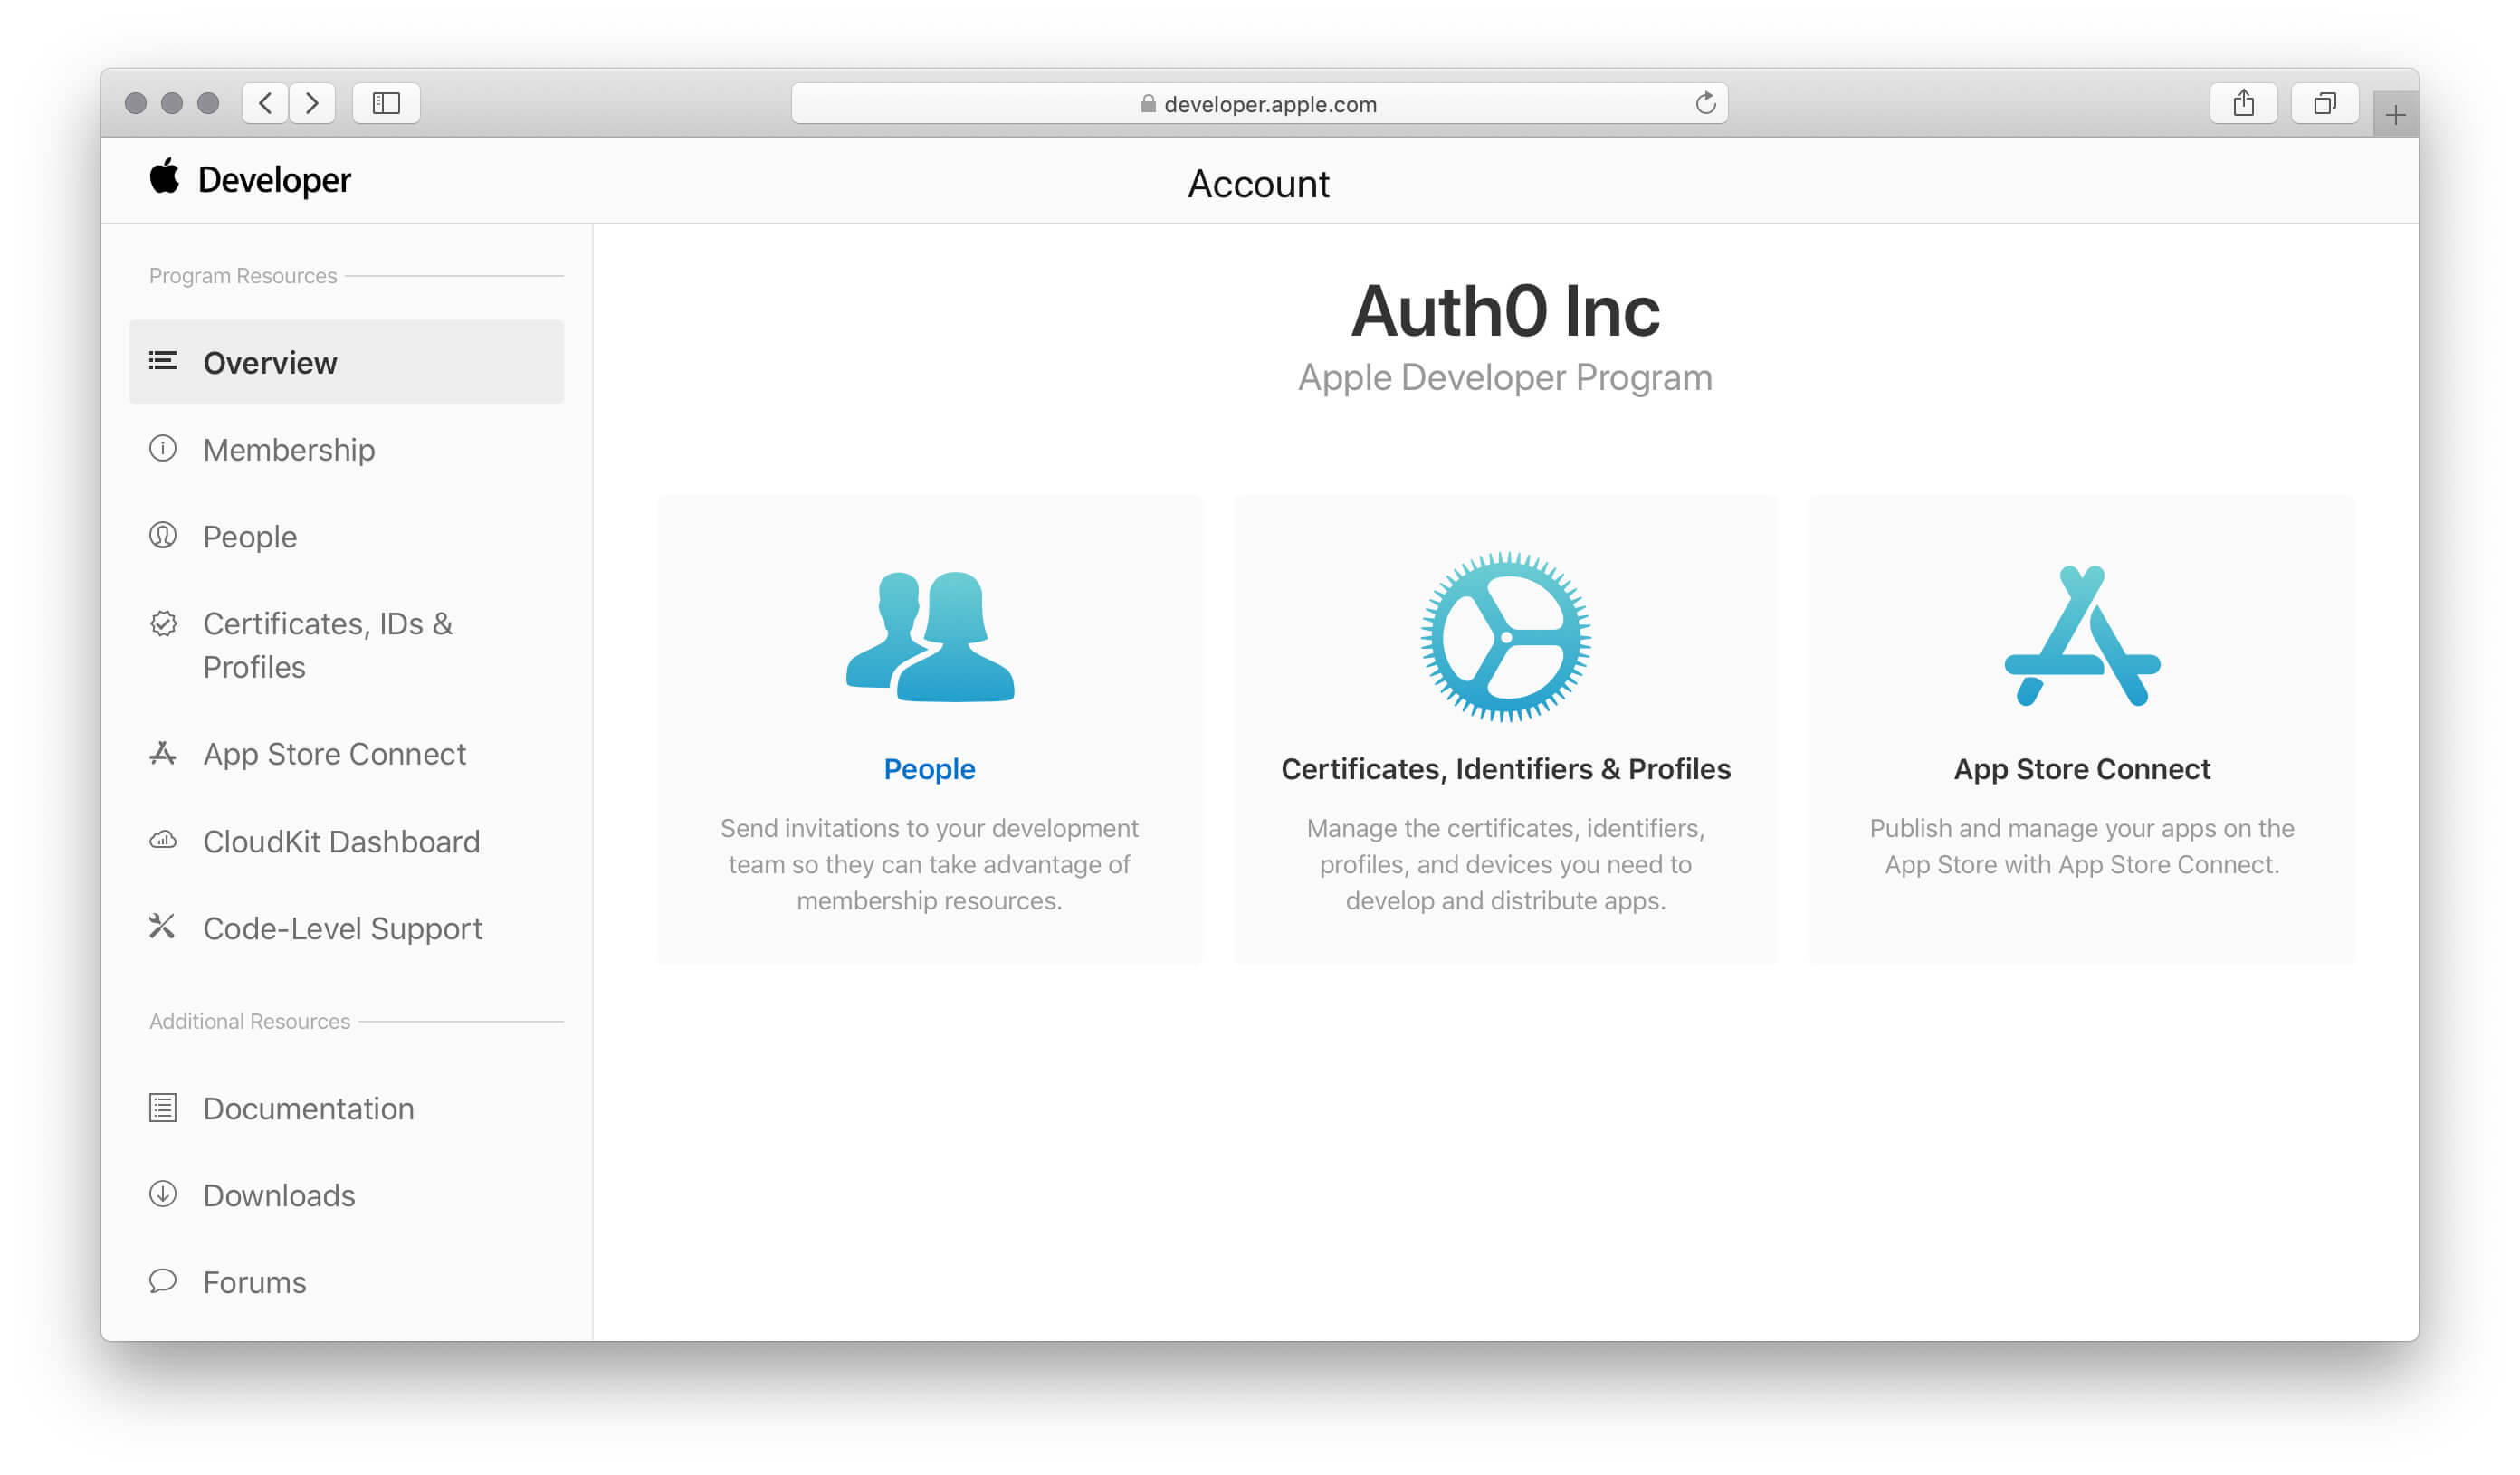 developer.apple.com
Developer
Account
Program Resources
Overview
Membership
People
Certificates, IDs &
Profiles
App Store Connect
CloudKit Dashboard
Code-Level Support
Additional Resources
Documentation
Downloads
Forums
Auth0 Inc
Apple Developer Program
People
Send invitations to your development
team so they can take advantage of
membership resources.
Certificates, Identifiers & Profiles
Manage the certificates, identifiers,
profiles, and devices you need to
develop and distribute apps.
App Store Connect
Publish and manage your apps on the
App Store with App Store Connect.